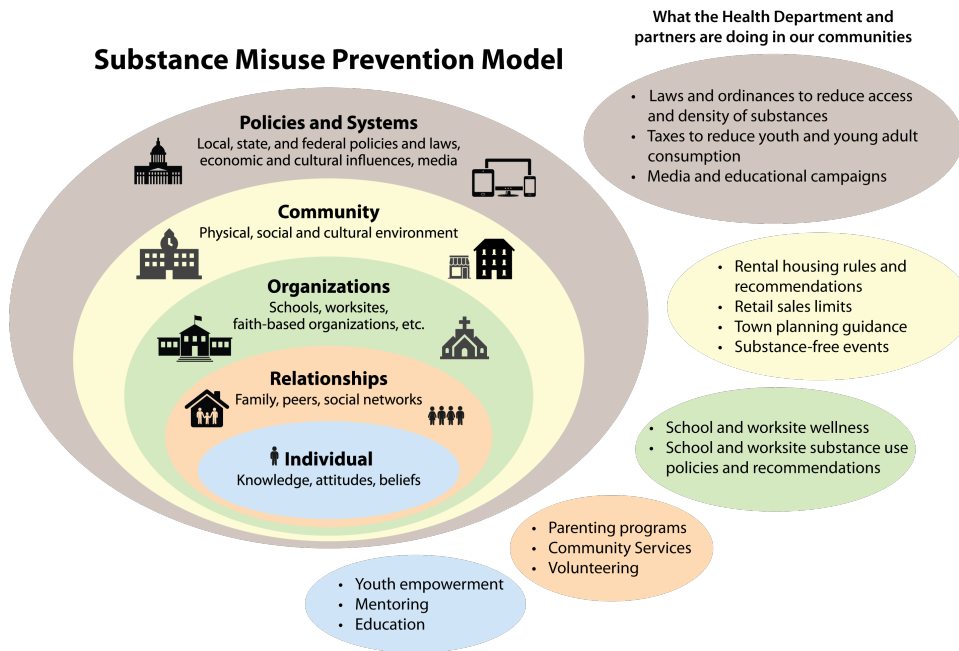 Substance Misuse Prevention Model
Policies and Systems
Local, state, and federal policies and laws,
economic and cultural influences, media
Community
Physical, social and cultural environment
Organizations
Schools, worksites,
faith-based organizations, etc.
Relationships
Family, peers, social networks
Individual
Knowledge, attitudes, beliefs
What the Health Department and
partners are doing in our communities
• Laws and ordinances to reduce access
and density of substances
• Taxes to reduce youth and young adult
consumption
• Media and educational campaigns
• Rental housing rules and
recommendations
• Retail sales limits
• Town planning guidance
• Substance-free events
• School and worksite wellness
• School and worksite substance use
policies and recommendations
• Parenting programs
• Community Services
• Volunteering
• Youth empowerment
• Mentoring
• Education